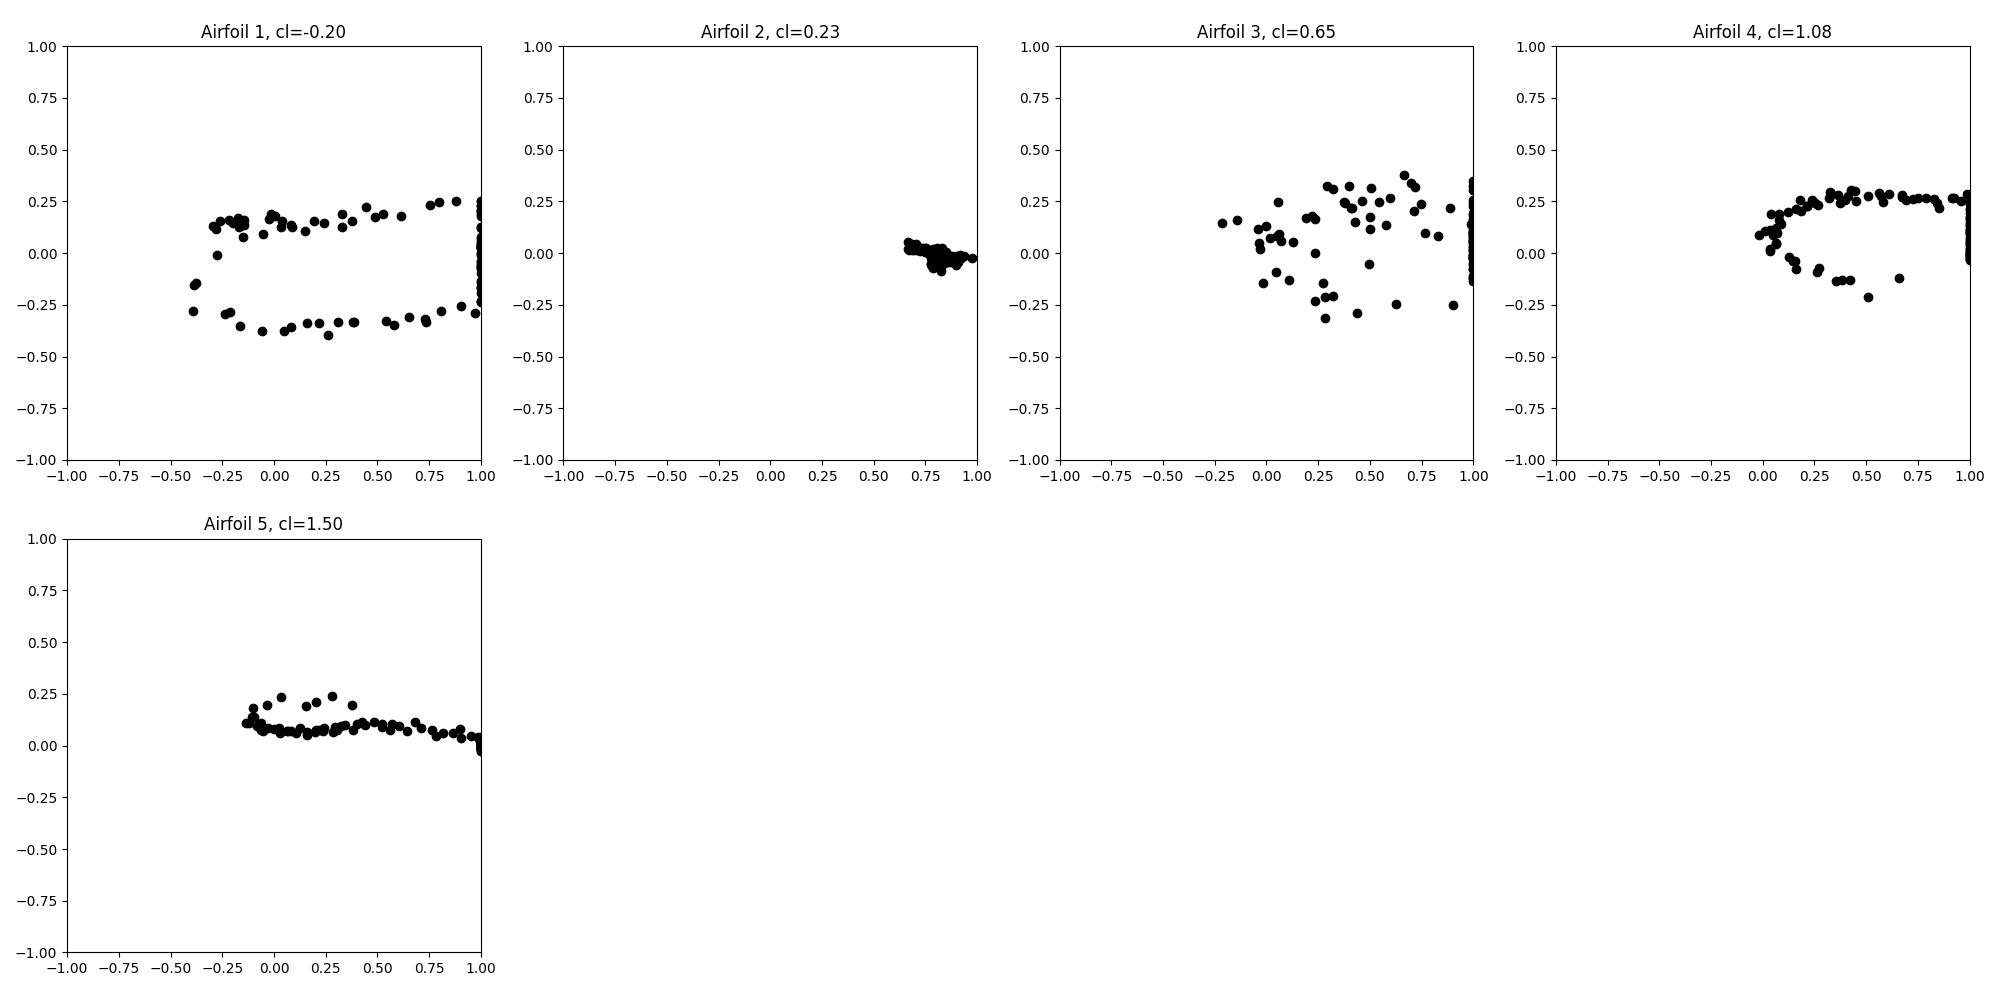 Airfoil 1, cl=-0.20
Airfoil 2, cl=0.23
Airfoil 3, cl=0.65
Airfoil 4, cl=1.08
1.00 1.00 1.00 1.00
0.75 0.75 0.75 0.75
0.50 0.50 0.50 0.50
0.25 0.25 0.25 0.25
0.00 0.00 0.00 0.00
−0.25 −0.25 −0.25 −0.25
−0.50 −0.50 −0.50 −0.50
−0.75 −0.75 −0.75 −0.75
−1.00 −1.00 −1.00 −1.00
−1.00 −0.75 −0.50 −0.25 0.00 0.25 0.50 0.75 1.00
−1.00 −0.75 −0.50 −0.25 0.00 0.25 0.50 0.75 1.00
−1.00 −0.75 −0.50 −0.25 0.00 0.25 0.50 0.75 1.00
−1.00 −0.75 −0.50 −0.25 0.00 0.25 0.50 0.75 1.00
Airfoil 5, cl=1.50
1.00
0.75
0.50
0.25
0.00
−0.25
−0.50
−0.75
−1.00
−1.00 −0.75 −0.50 −0.25 0.00 0.25 0.50 0.75 1.00